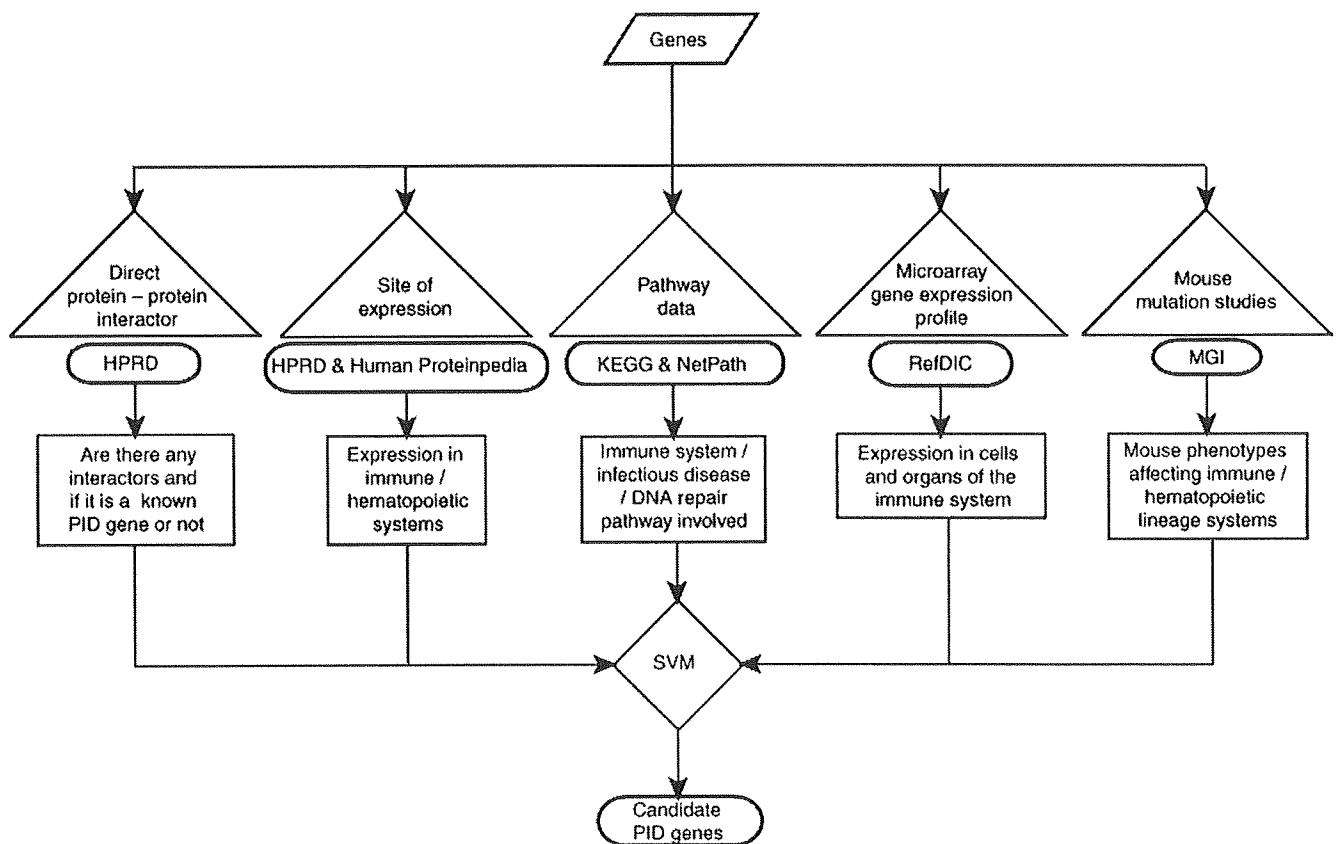 Genes
Direct
protein – protein
interactor
Site of
expression
Pathway
data
Microarray
gene expression
profile
Mouse
mutation studies
HPRD
HPRD & Human Proteinpedia
KEGG & NetPath
RefDIC
MGI
Are there any
interactors and
if it is a known
PID gene or not
Expression in
immune /
hematopoietic
systems
Immune system /
infectious disease
/ DNA repair
pathway involved
Expression in cells
and organs of the
immune system
Mouse phenotypes
affecting immune /
hematopoietic
lineage systems
SVM
Candidate
PID genes